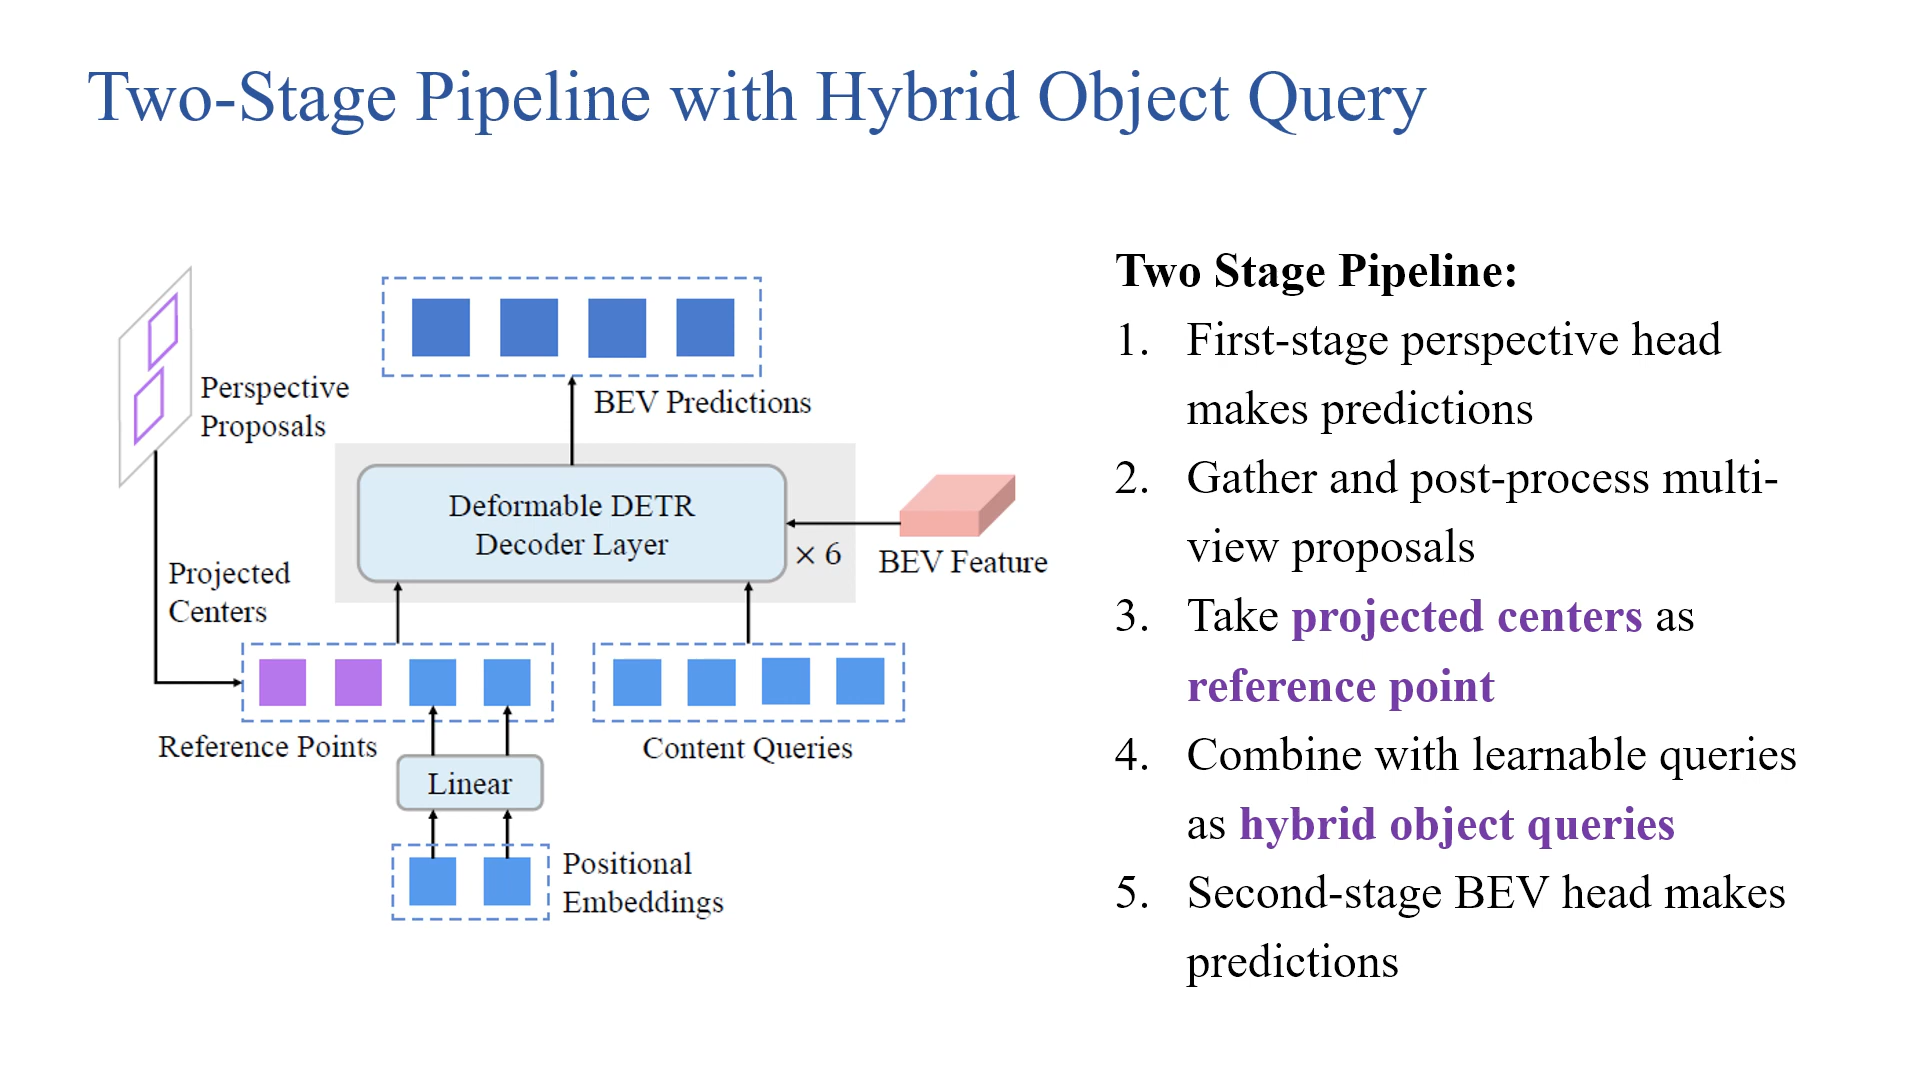 Two-Stage Pipeline with Hybrid Object Query
Perspective
Proposals
BEV Predictions
Deformable DETR
Decoder Layer
× 6
BEV Feature
Projected
Centers
Reference Points
Content Queries
Linear
Positional
Embeddings
Two Stage Pipeline:
1. First-stage perspective head
makes predictions
2. Gather and post-process multi-
view proposals
3. Take projected centers as
reference point
4. Combine with learnable queries
as hybrid object queries
5. Second-stage BEV head makes
predictions